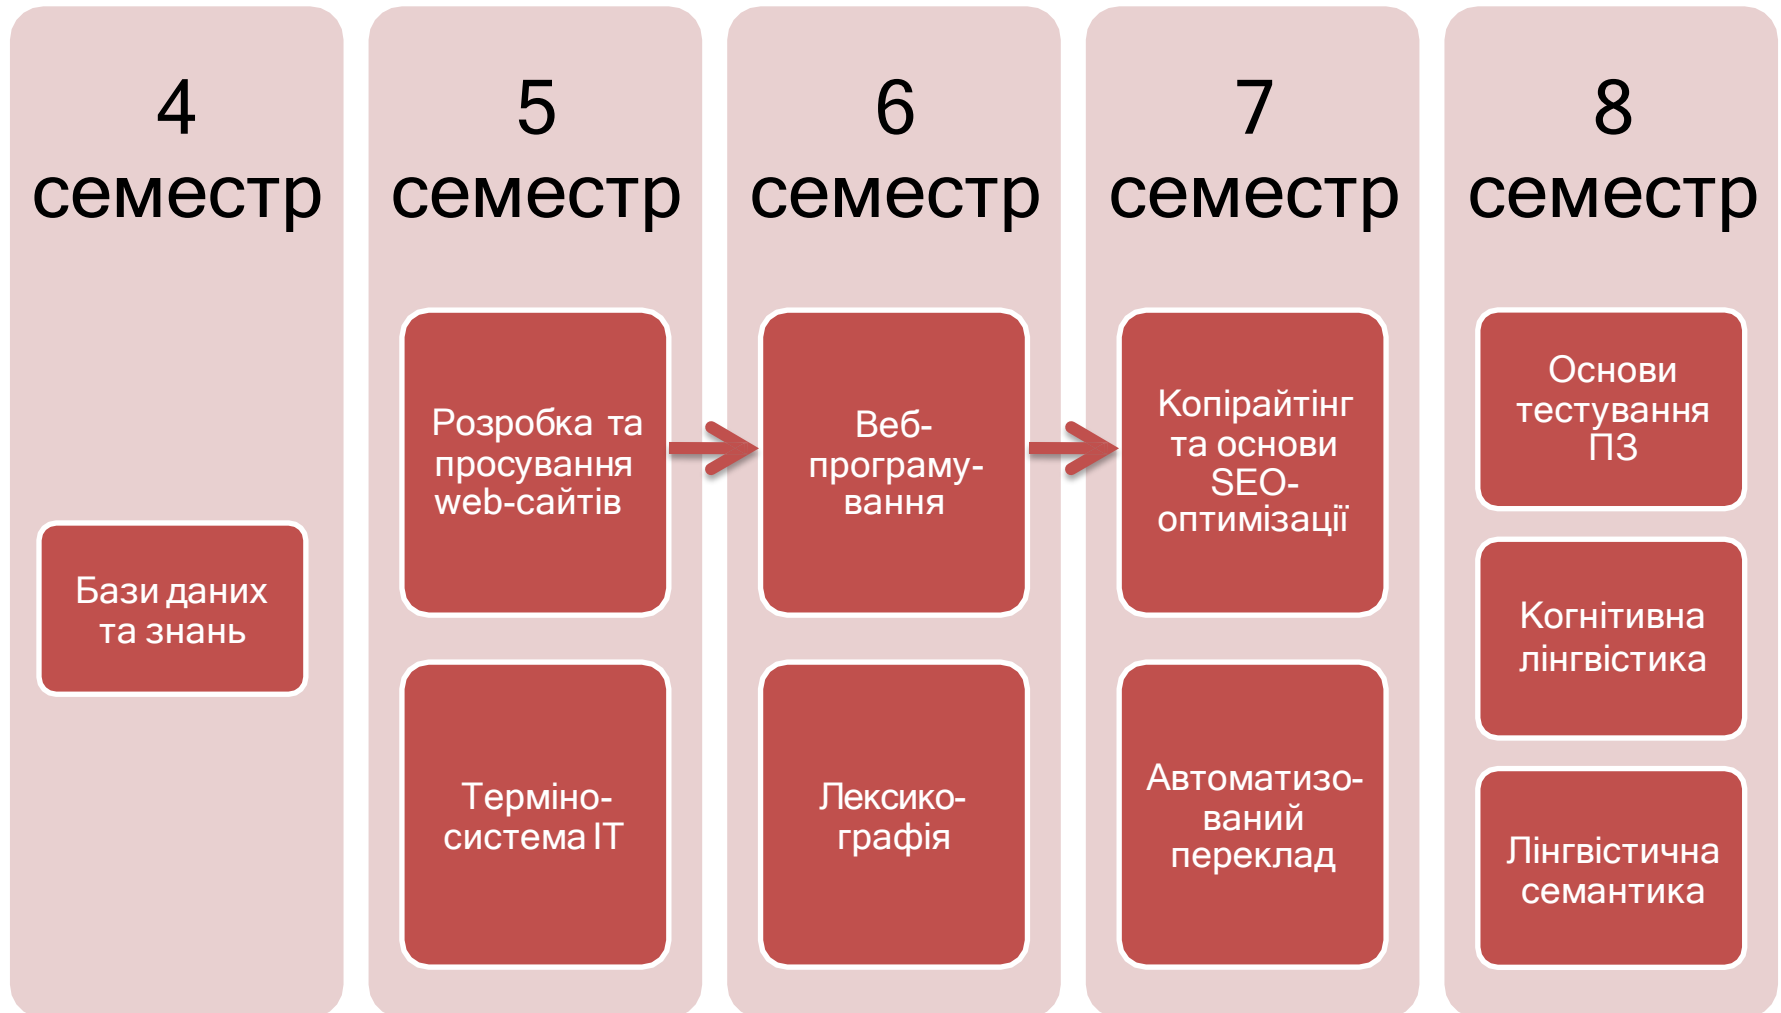 4
семестр
Бази даних
та знань
5
семестр
Розробка та
просування
web-сайтів
Терміно-
система ІТ
6
семестр
Веб-
програму-
вання
Лексико-
графія
7
семестр
Копірайтінг
та основи
SEO-
оптимізації
Автоматизо-
ваний
переклад
8
семестр
Основи
тестування
ПЗ
Когнітивна
лінгвістика
Лінгвістична
семантика